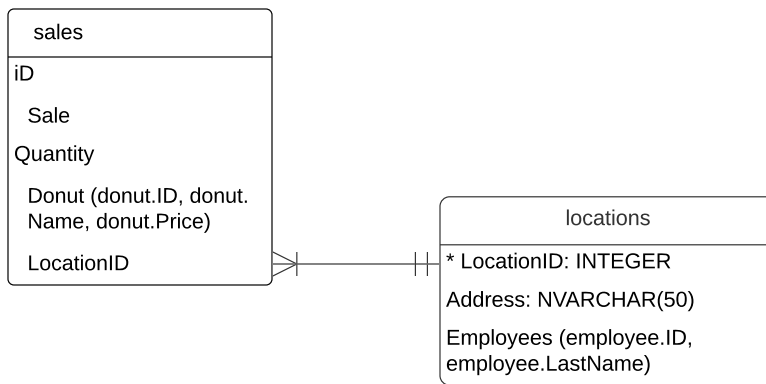 sales
iD
Sale
Quantity
Donut (donut.ID, donut.
Name, donut.Price)
LocationID
locations
* LocationID: INTEGER
Address: NVARCHAR(50)
Employees (employee.ID,
employee.LastName)